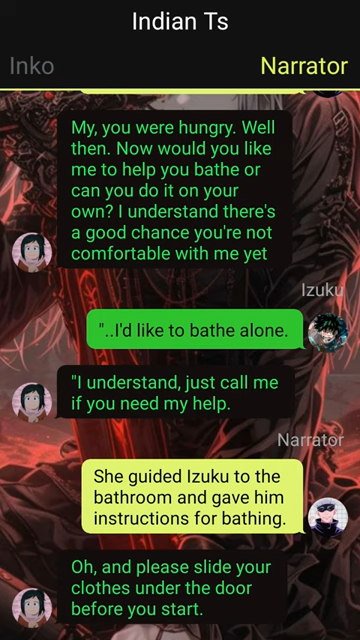 Indian Ts
Inko
Narrator
My, you were hungry. Well
then. Now would you like
me to help you bathe or
can you do it on your
own? I understand there's
a good chance you're not
comfortable with me yet
Izuku
"..I'd like to bathe alone.
"I understand, just call me
if you need my help.
Narrator
She guided Izuku to the
bathroom and gave him
instructions for bathing.
Oh, and please slide your
clothes under the door
before you start.